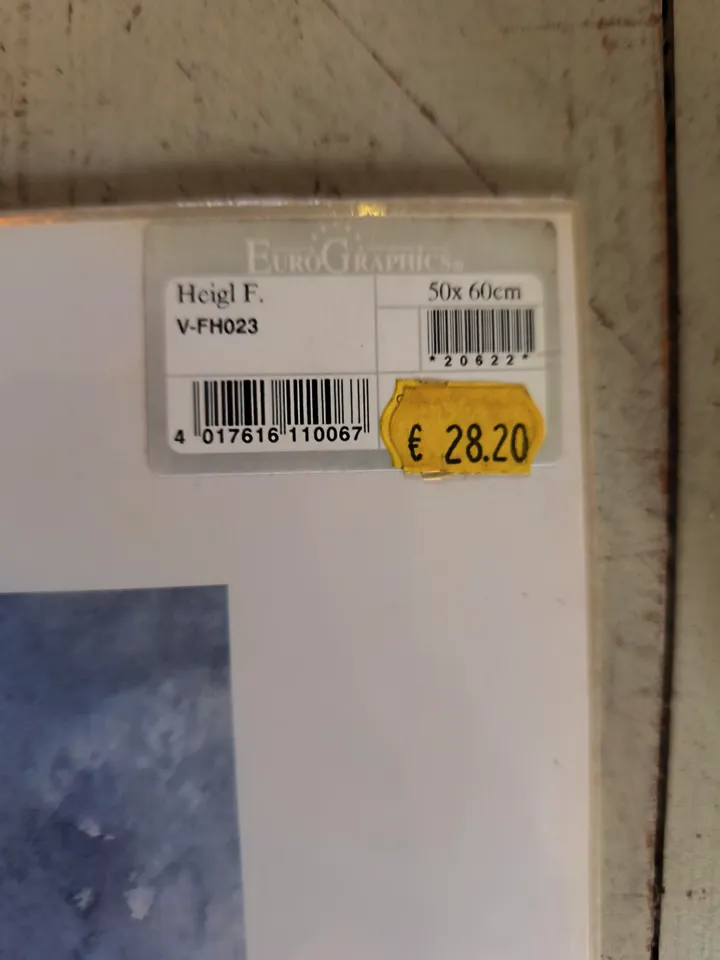 EUROGRAPHICS
Heigl F.
50x 60cm
V-FH023
*20622*
4 017616 110067
€ 28.20